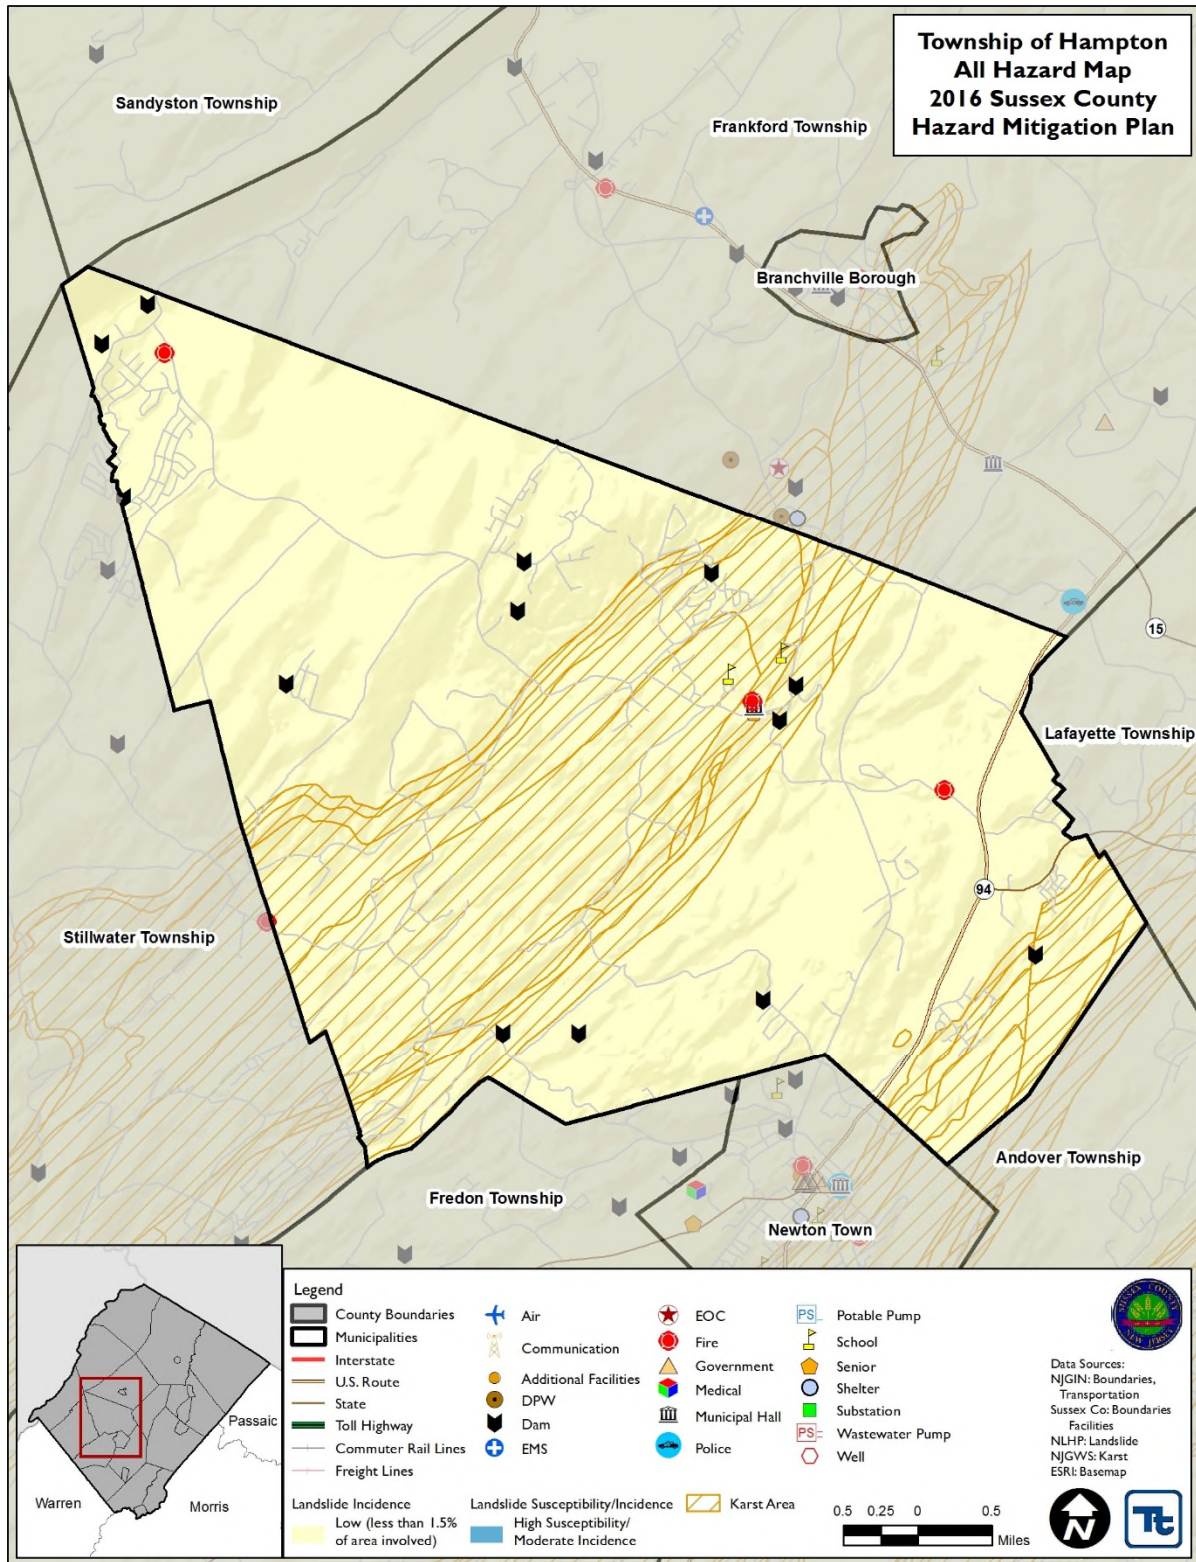 Township of Hampton
All Hazard Map
2016 Sussex County
Hazard Mitigation Plan
Sandyston Township
Frankford Township
Branchville Borough
15
Lafayette Township
94
Stillwater Township
Andover Township
Fredon Township
Newton Town
Passaic
Warren
Morris
Legend
County Boundaries
Municipalities
Interstate
U.S. Route
State
Toll Highway
Commuter Rail Lines
Freight Lines
Air
Communication
Additional Facilities
DPW
Dam
EMS
EOC
Fire
Government
Medical
Municipal Hall
Police
PS
Potable Pump
School
Senior
Shelter
Substation
PS
Wastewater Pump
Well
Landslide Incidence
Low (less than 1.5%
of area involved)
Landslide Susceptibility/Incidence
High Susceptibility/
Moderate Incidence
Karst Area
SUSSEX COUNTY
NEW JERSEY
Data Sources:
NJGIN: Boundaries,
Transportation
Sussex Co: Boundaries
Facilities
NLHP: Landslide
NJGWS: Karst
ESRI: Basemap
0.5 0.25 0 0.5
Miles
N
Tt